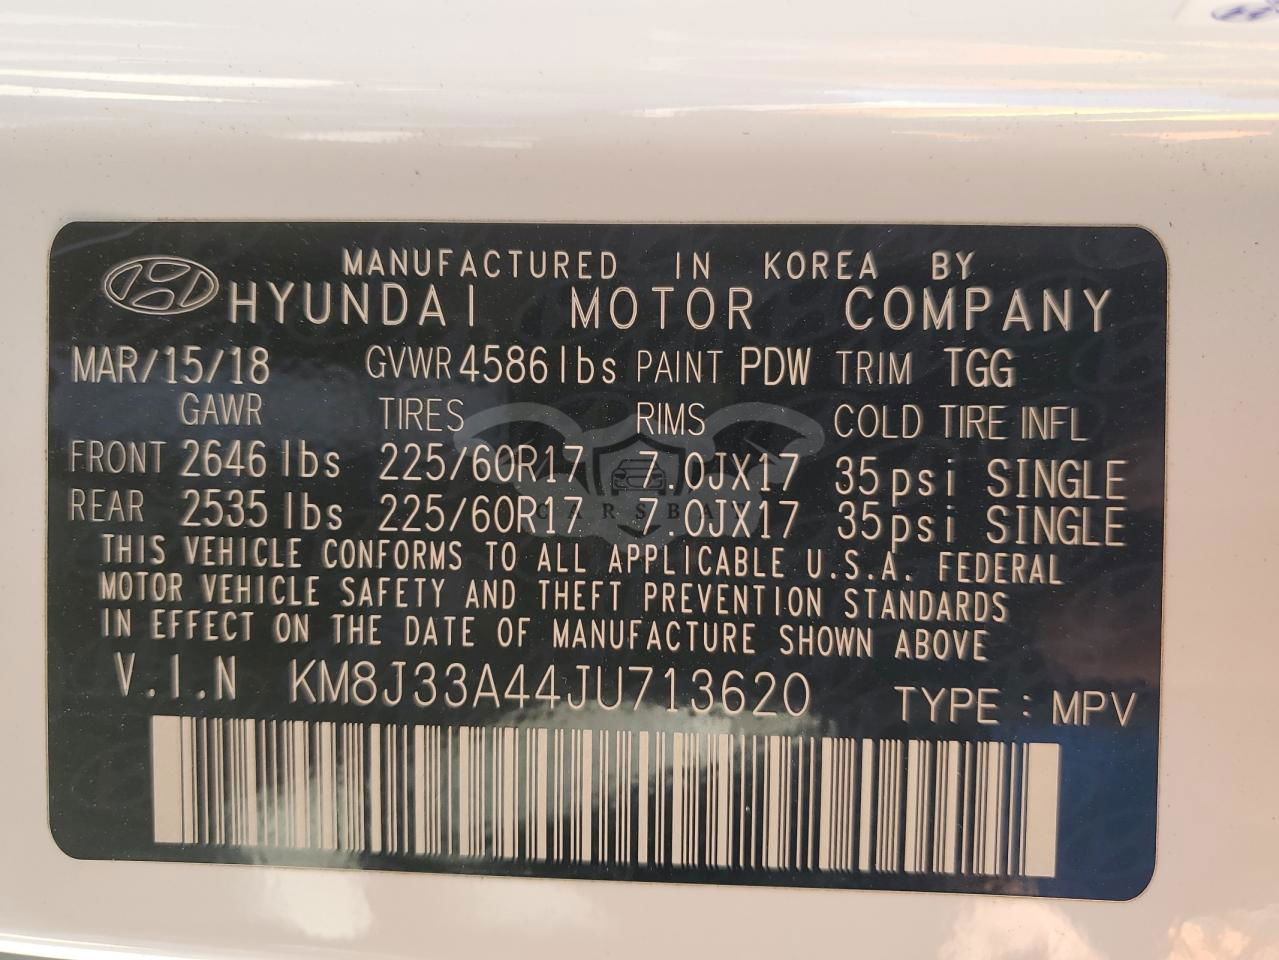 MANUFACTURED IN KOREA BY
HYUNDAI MOTOR COMPANY
MAR/15/18 GVWR 4586lbs PAINT PDW TRIM TGG
GAWR TIRES RIMS COLD TIRE INFL
FRONT 2646 lbs 225/60R17 7.0JX17 35psi SINGLE
REAR 2535 lbs 225/60R17 7.0JX17 35psi SINGLE
CARSBAY
THIS VEHICLE CONFORMS TO ALL APPLICABLE U.S.A. FEDERAL
MOTOR VEHICLE SAFETY AND THEFT PREVENTION STANDARDS
IN EFFECT ON THE DATE OF MANUFACTURE SHOWN ABOVE
V.I.N KM8J33A44JU713620 TYPE : MPV